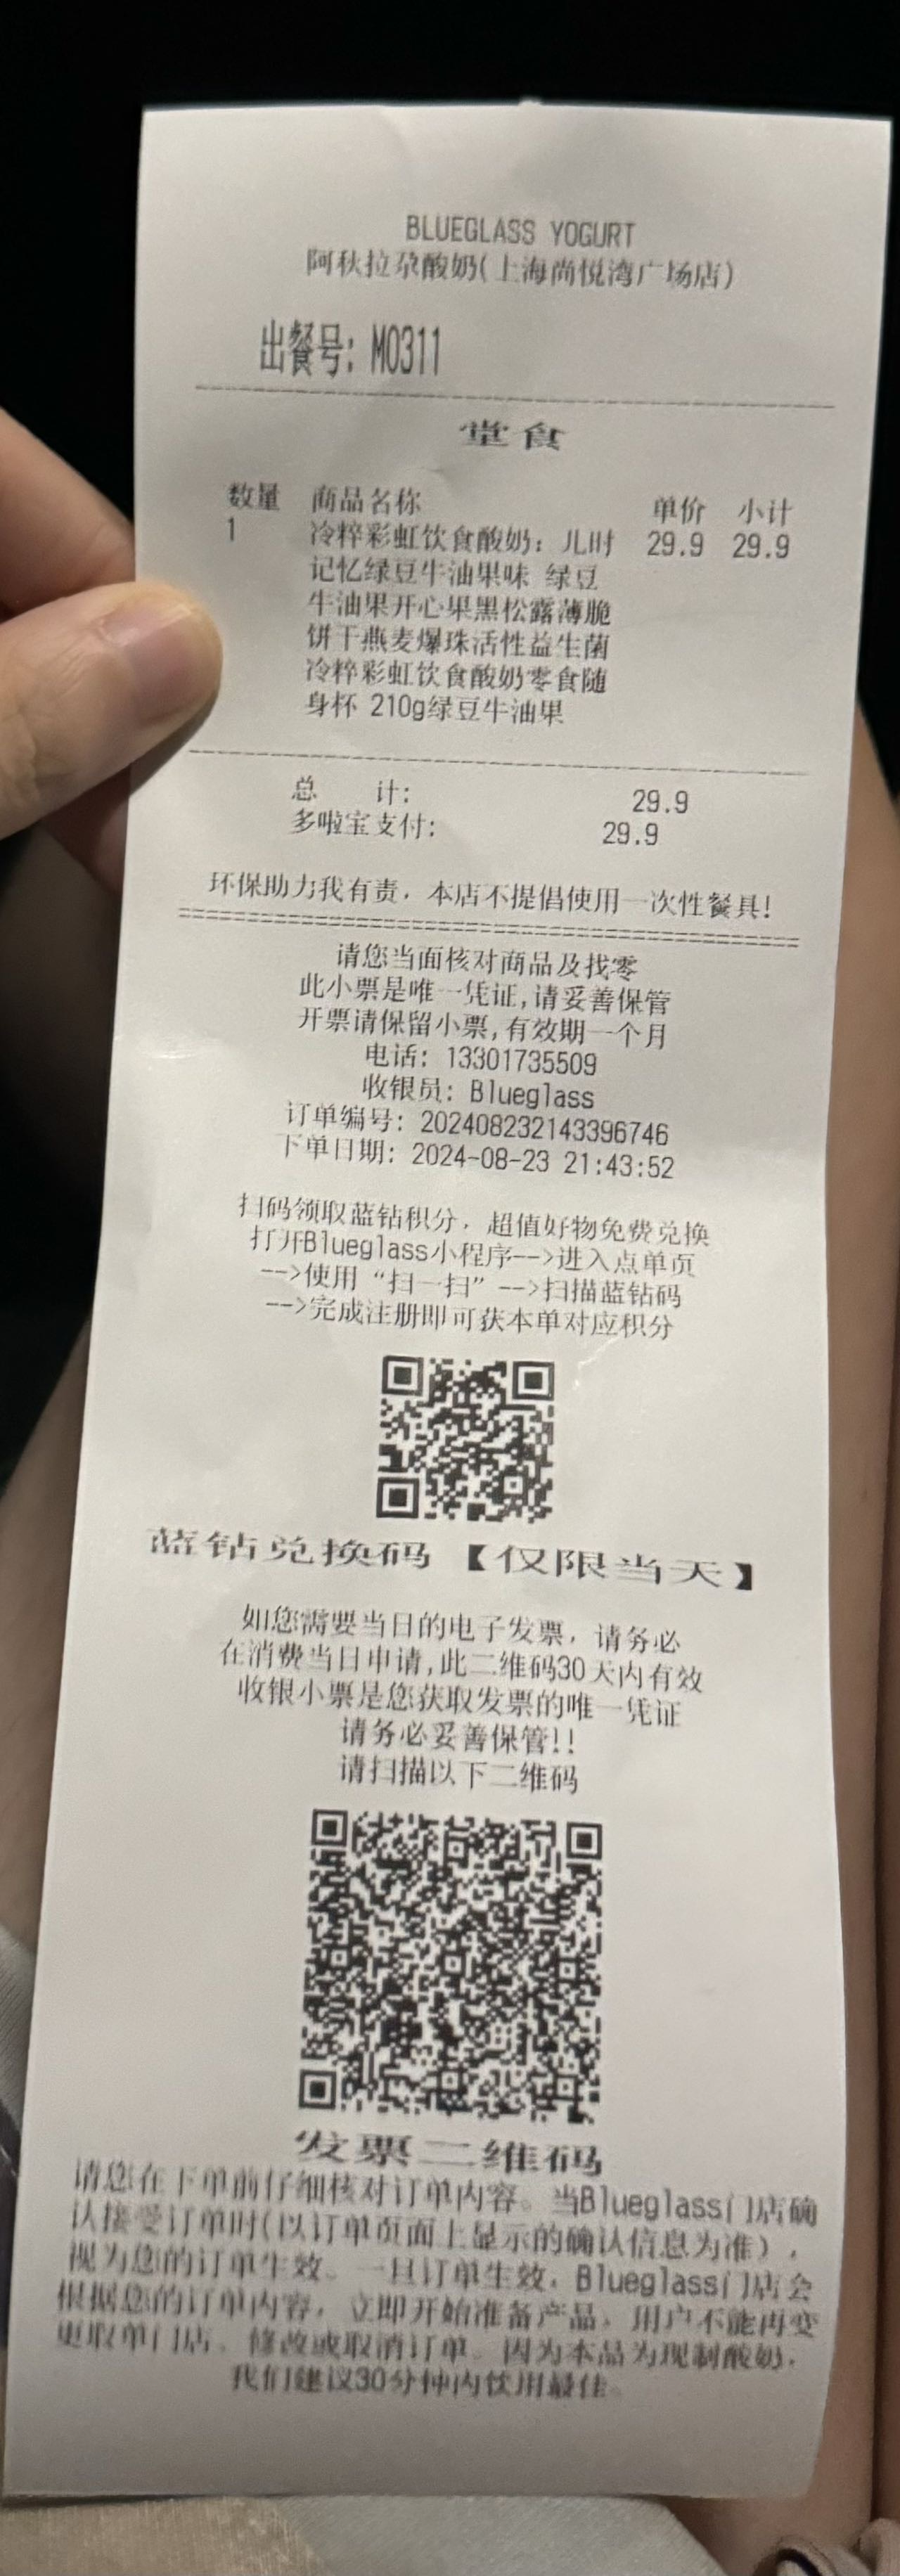 BLUEGLASS YOGURT
阿秋拉尕酸奶(上海尚悦湾广场店)
出餐号: M0311
堂食
数量 商品名称 单价 小计
1 冷粹彩虹饮食酸奶: 儿时 29.9 29.9
记忆绿豆牛油果味 绿豆
牛油果开心果黑松露薄脆
饼干燕麦爆珠活性益生菌
冷粹彩虹饮食酸奶零食随
身杯 210g绿豆牛油果
总 计: 29.9
多啦宝支付: 29.9
环保助力我有责，本店不提倡使用一次性餐具!
请您当面核对商品及找零
此小票是唯一凭证,请妥善保管
开票请保留小票,有效期一个月
电话: 13301735509
收银员: Blueglass
订单编号: 202408232143396746
下单日期: 2024-08-23 21:43:52
扫码领取蓝钻积分，超值好物免费兑换
打开Blueglass小程序-->进入点单页
-->使用“扫一扫”-->扫描蓝钻码
-->完成注册即可获本单对应积分
蓝钻兑换码【仅限当天】
如您需要当日的电子发票，请务必
在消费当日申请,此二维码30天内有效
收银小票是您获取发票的唯一凭证
请务必妥善保管!!
请扫描以下二维码
发票二维码
请您在下单前仔细核对订单内容。当Blueglass门店确
认接受订单时(以订单页面上显示的确认信息为准)，
视为您的订单生效。一旦订单生效，Blueglass门店会
根据您的订单内容，立即开始准备产品，用户不能再变
更取单门店、修改或取消订单。因为本品为现制酸奶，
我们建议30分钟内饮用最佳。